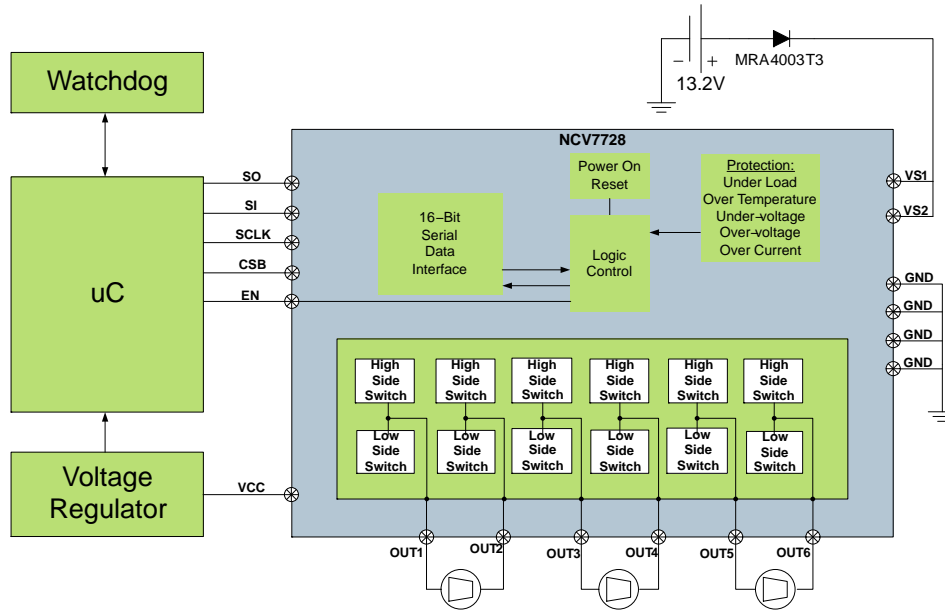 Watchdog
uC
Voltage
Regulator
SO
SI
SCLK
CSB
EN
VCC
NCV7728
16−Bit
Serial
Data
Interface
Power On
Reset
Logic
Control
Protection:
Under Load
Over Temperature
Under−voltage
Over−voltage
Over Current
− +
13.2V
MRA4003T3
VS1
VS2
GND
GND
GND
GND
High
Side
Switch
High
Side
Switch
High
Side
Switch
High
Side
Switch
High
Side
Switch
High
Side
Switch
Low
Side
Switch
Low
Side
Switch
Low
Side
Switch
Low
Side
Switch
Low
Side
Switch
Low
Side
Switch
OUT1
OUT2
OUT3
OUT4
OUT5
OUT6